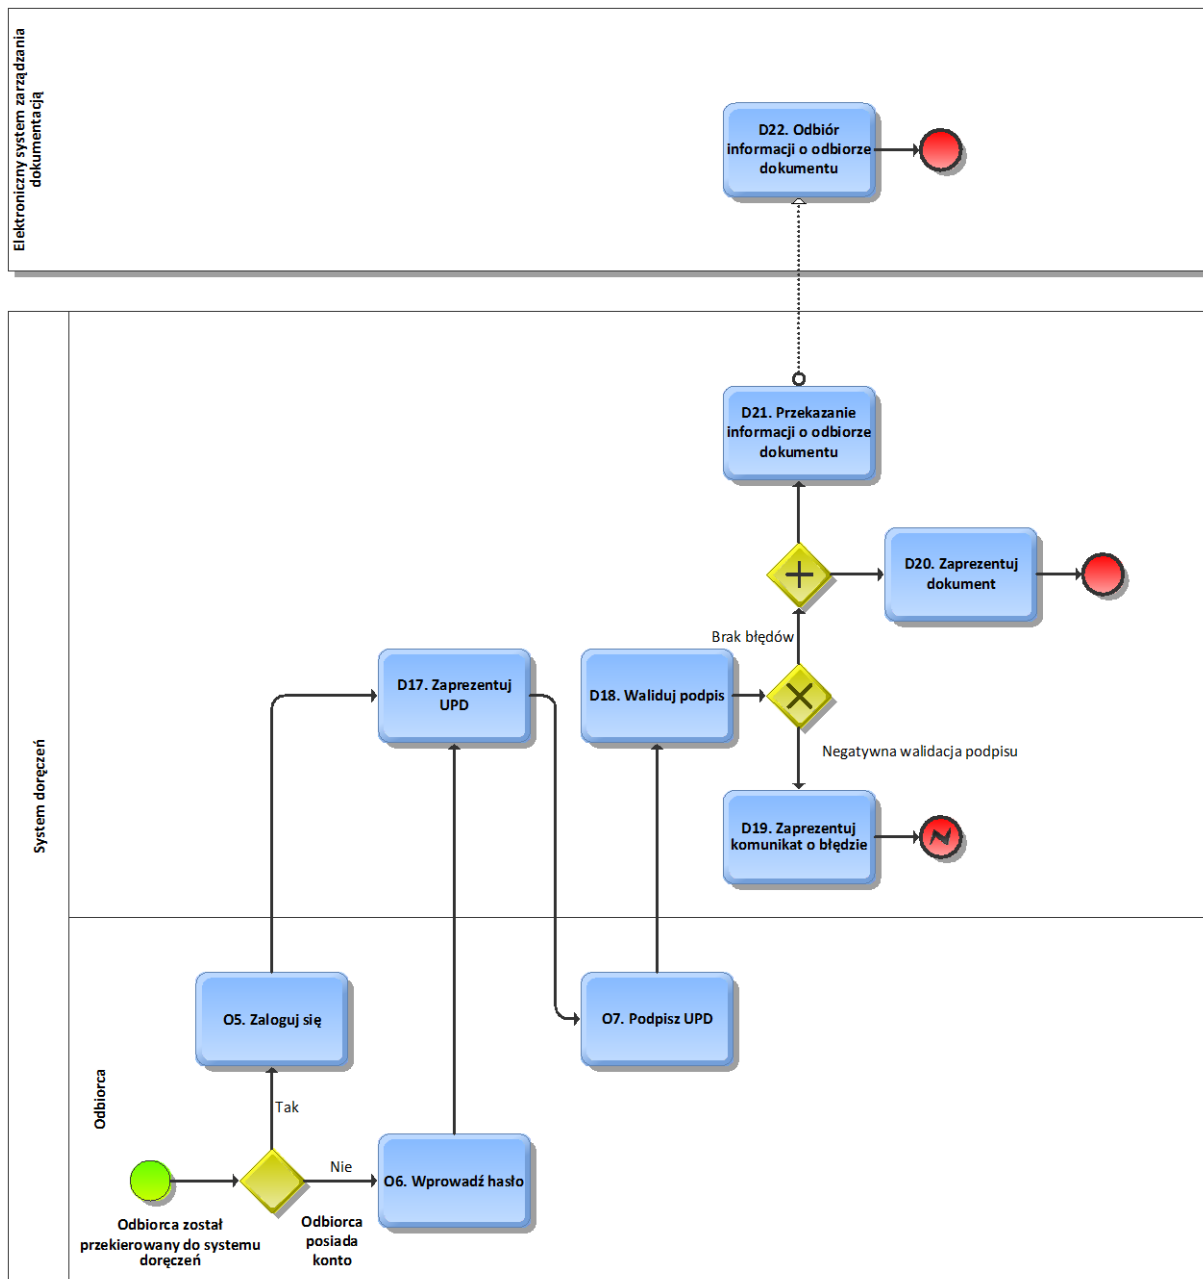 Elektroniczny system zarządzania
dokumentacją
D22. Odbiór
informacji o odbiorze
dokumentu
System doręczeń
D21. Przekazanie
informacji o odbiorze
dokumentu
D20. Zaprezentuj
dokument
Brak błędów
D17. Zaprezentuj
UPD
D18. Waliduj podpis
Negatywna walidacja podpisu
D19. Zaprezentuj
komunikat o błędzie
Odbiorca
O5. Zaloguj się
O7. Podpisz UPD
Tak
Nie
O6. Wprowadź hasło
Odbiorca został
przekierowany do systemu
doręczeń
Odbiorca
posiada
konto